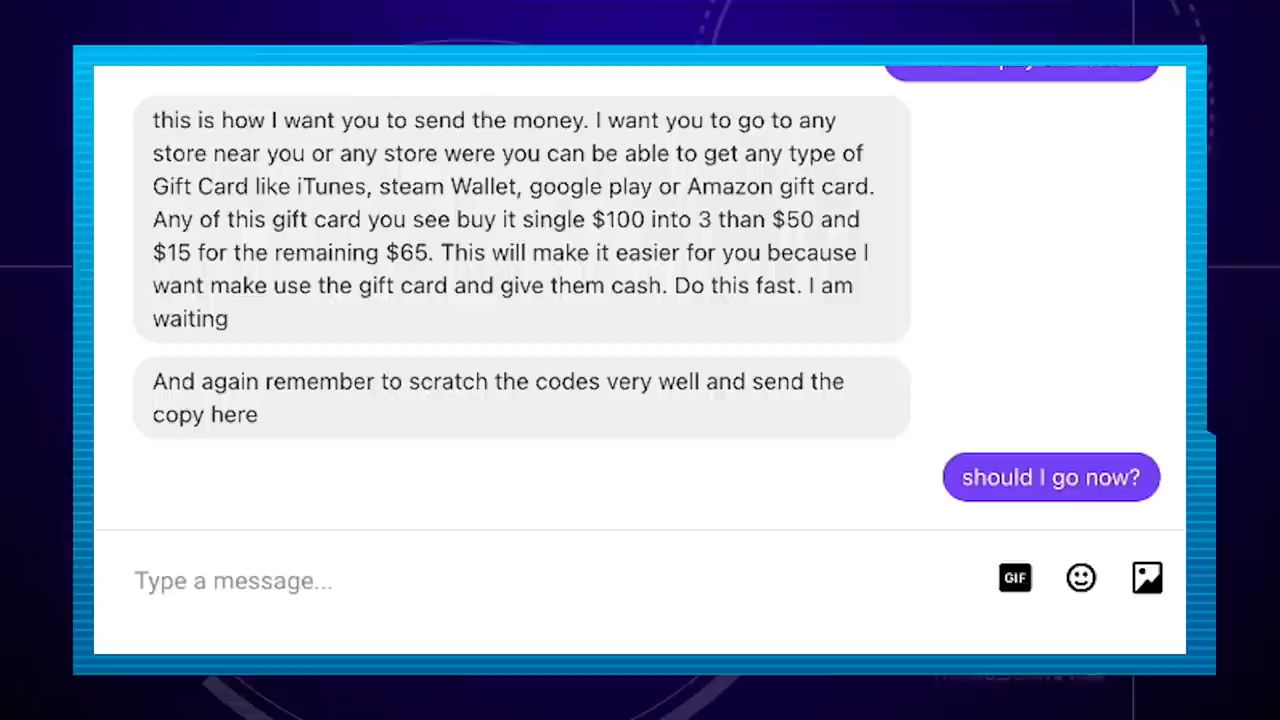 this is how I want you to send the money. I want you to go to any
store near you or any store were you can be able to get any type of
Gift Card like iTunes, steam Wallet, google play or Amazon gift card.
Any of this gift card you see buy it single $100 into 3 than $50 and
$15 for the remaining $65. This will make it easier for you because I
want make use the gift card and give them cash. Do this fast. I am
waiting
And again remember to scratch the codes very well and send the
copy here
should I go now?
Type a message...
GIF